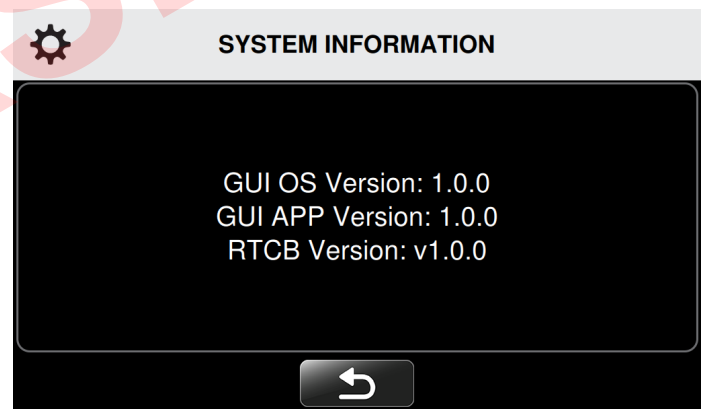 SYSTEM INFORMATION
GUI OS Version: 1.0.0
GUI APP Version: 1.0.0
RTCB Version: v1.0.0